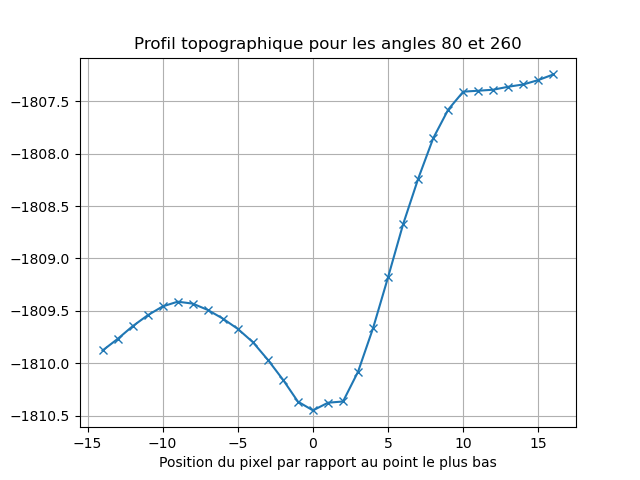 Profil topographique pour les angles 80 et 260
−1807.5
−1808.0
−1808.5
−1809.0
−1809.5
−1810.0
−1810.5
−15 −10 −5 0 5 10 15
Position du pixel par rapport au point le plus bas